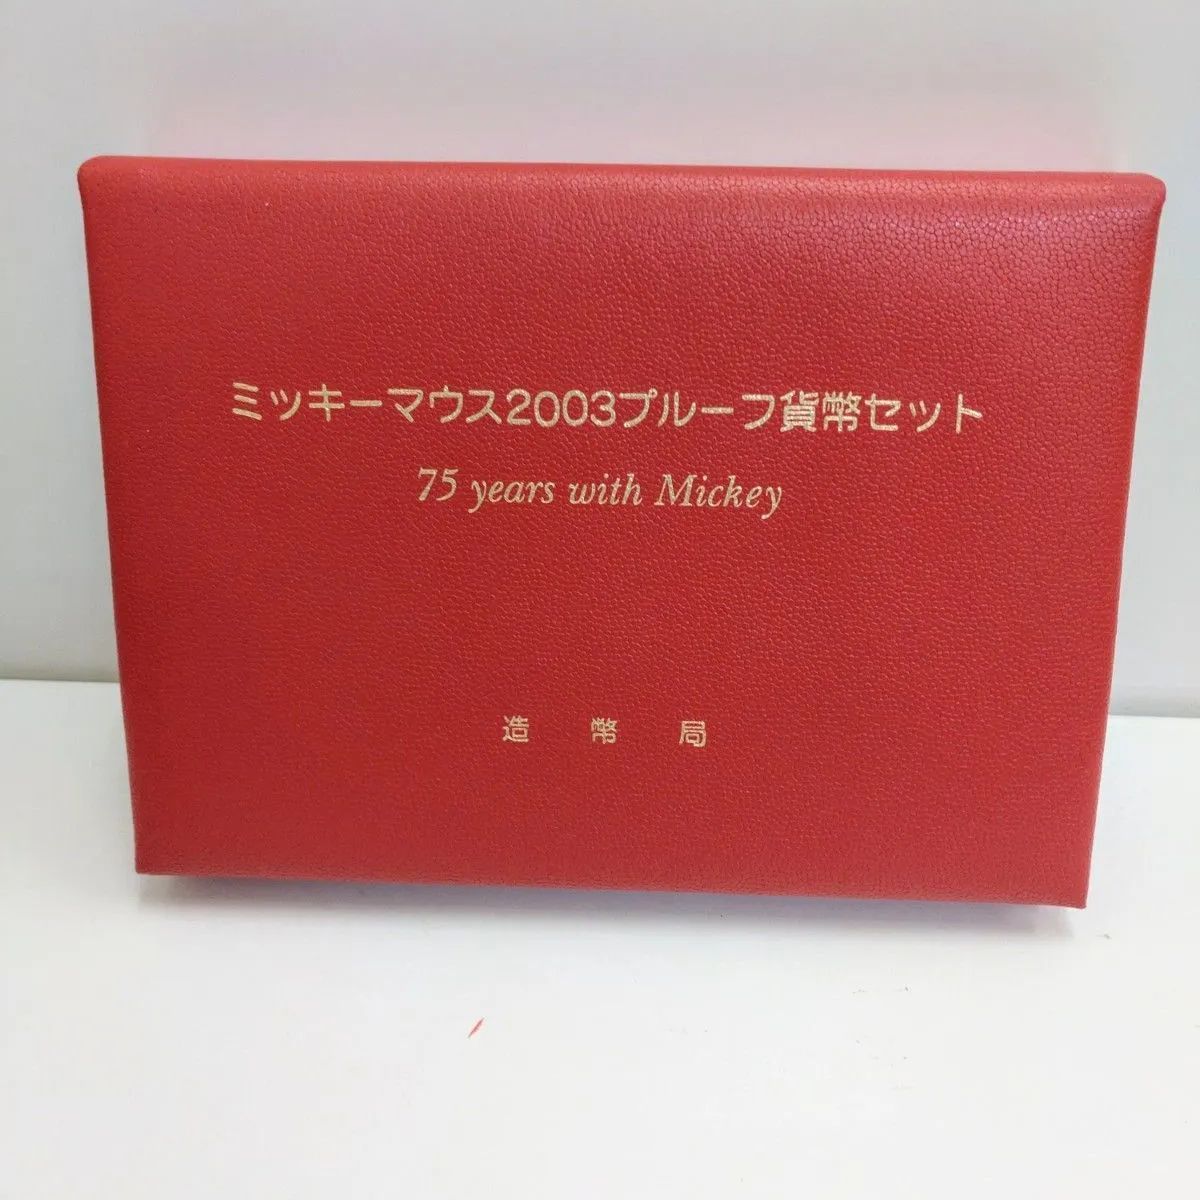 ミッキーマウス2003プルーフ貨幣セット
75 years with Mickey
造幣局